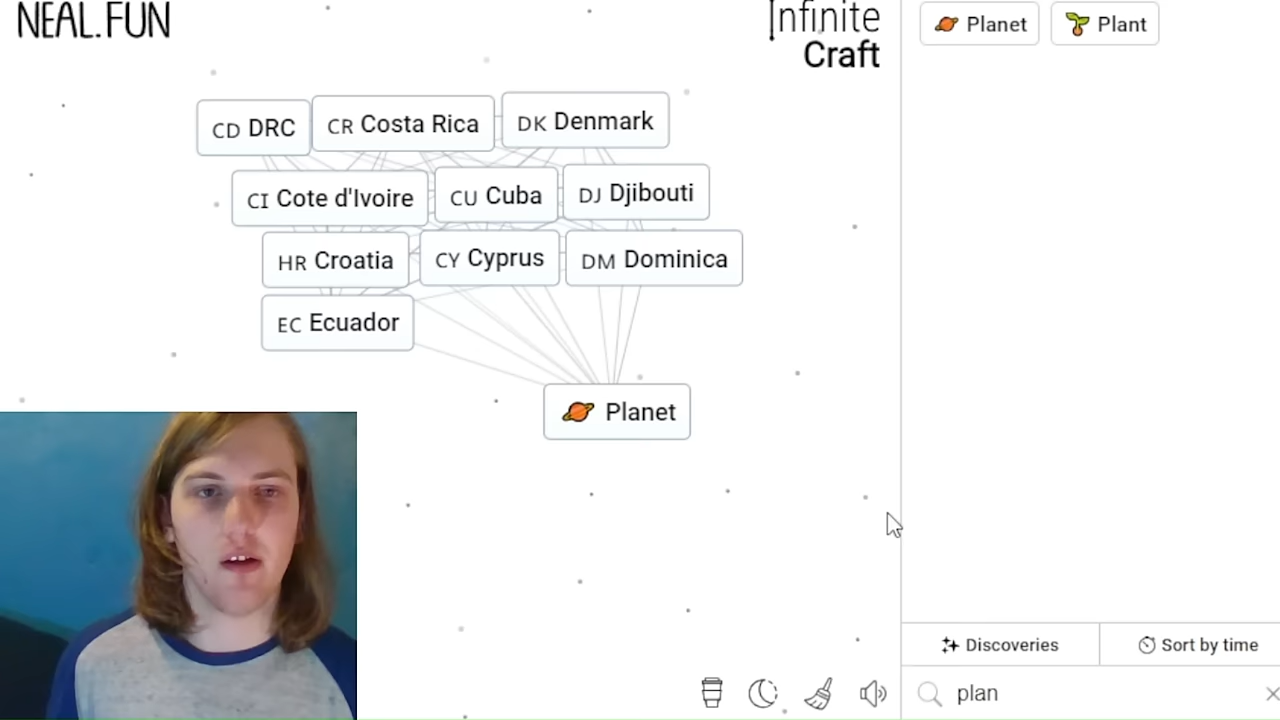 NEAL.FUN
Infinite
Craft
Planet
Plant
CD DRC
CR Costa Rica
DK Denmark
CI Cote d'Ivoire
CU Cuba
DJ Djibouti
HR Croatia
CY Cyprus
DM Dominica
EC Ecuador
Planet
Discoveries
Sort by time
plan